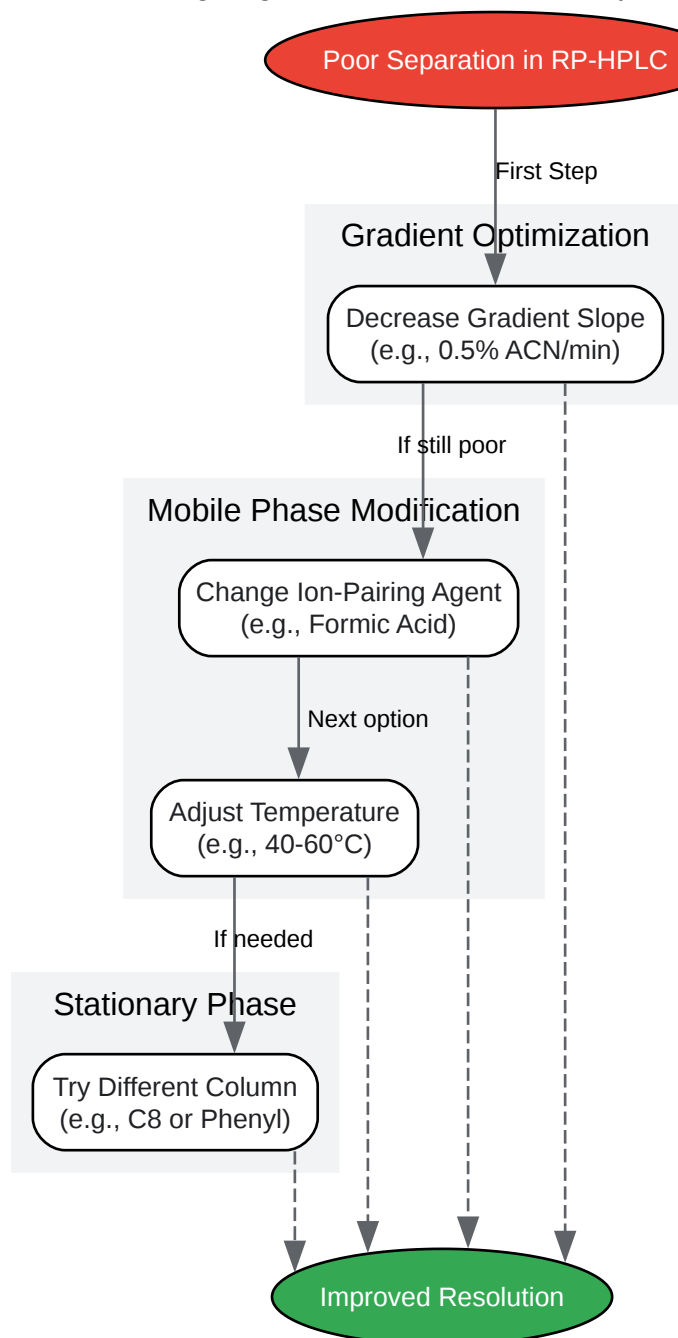 Poor Separation in RP-HPLC
First Step
Gradient Optimization
Decrease Gradient Slope
(e.g., 0.5% ACN/min)
If still poor
Mobile Phase Modification
Change Ion-Pairing Agent
(e.g., Formic Acid)
Next option
Adjust Temperature
(e.g., 40-60°C)
If needed
Stationary Phase
Try Different Column
(e.g., C8 or Phenyl)
Improved Resolution